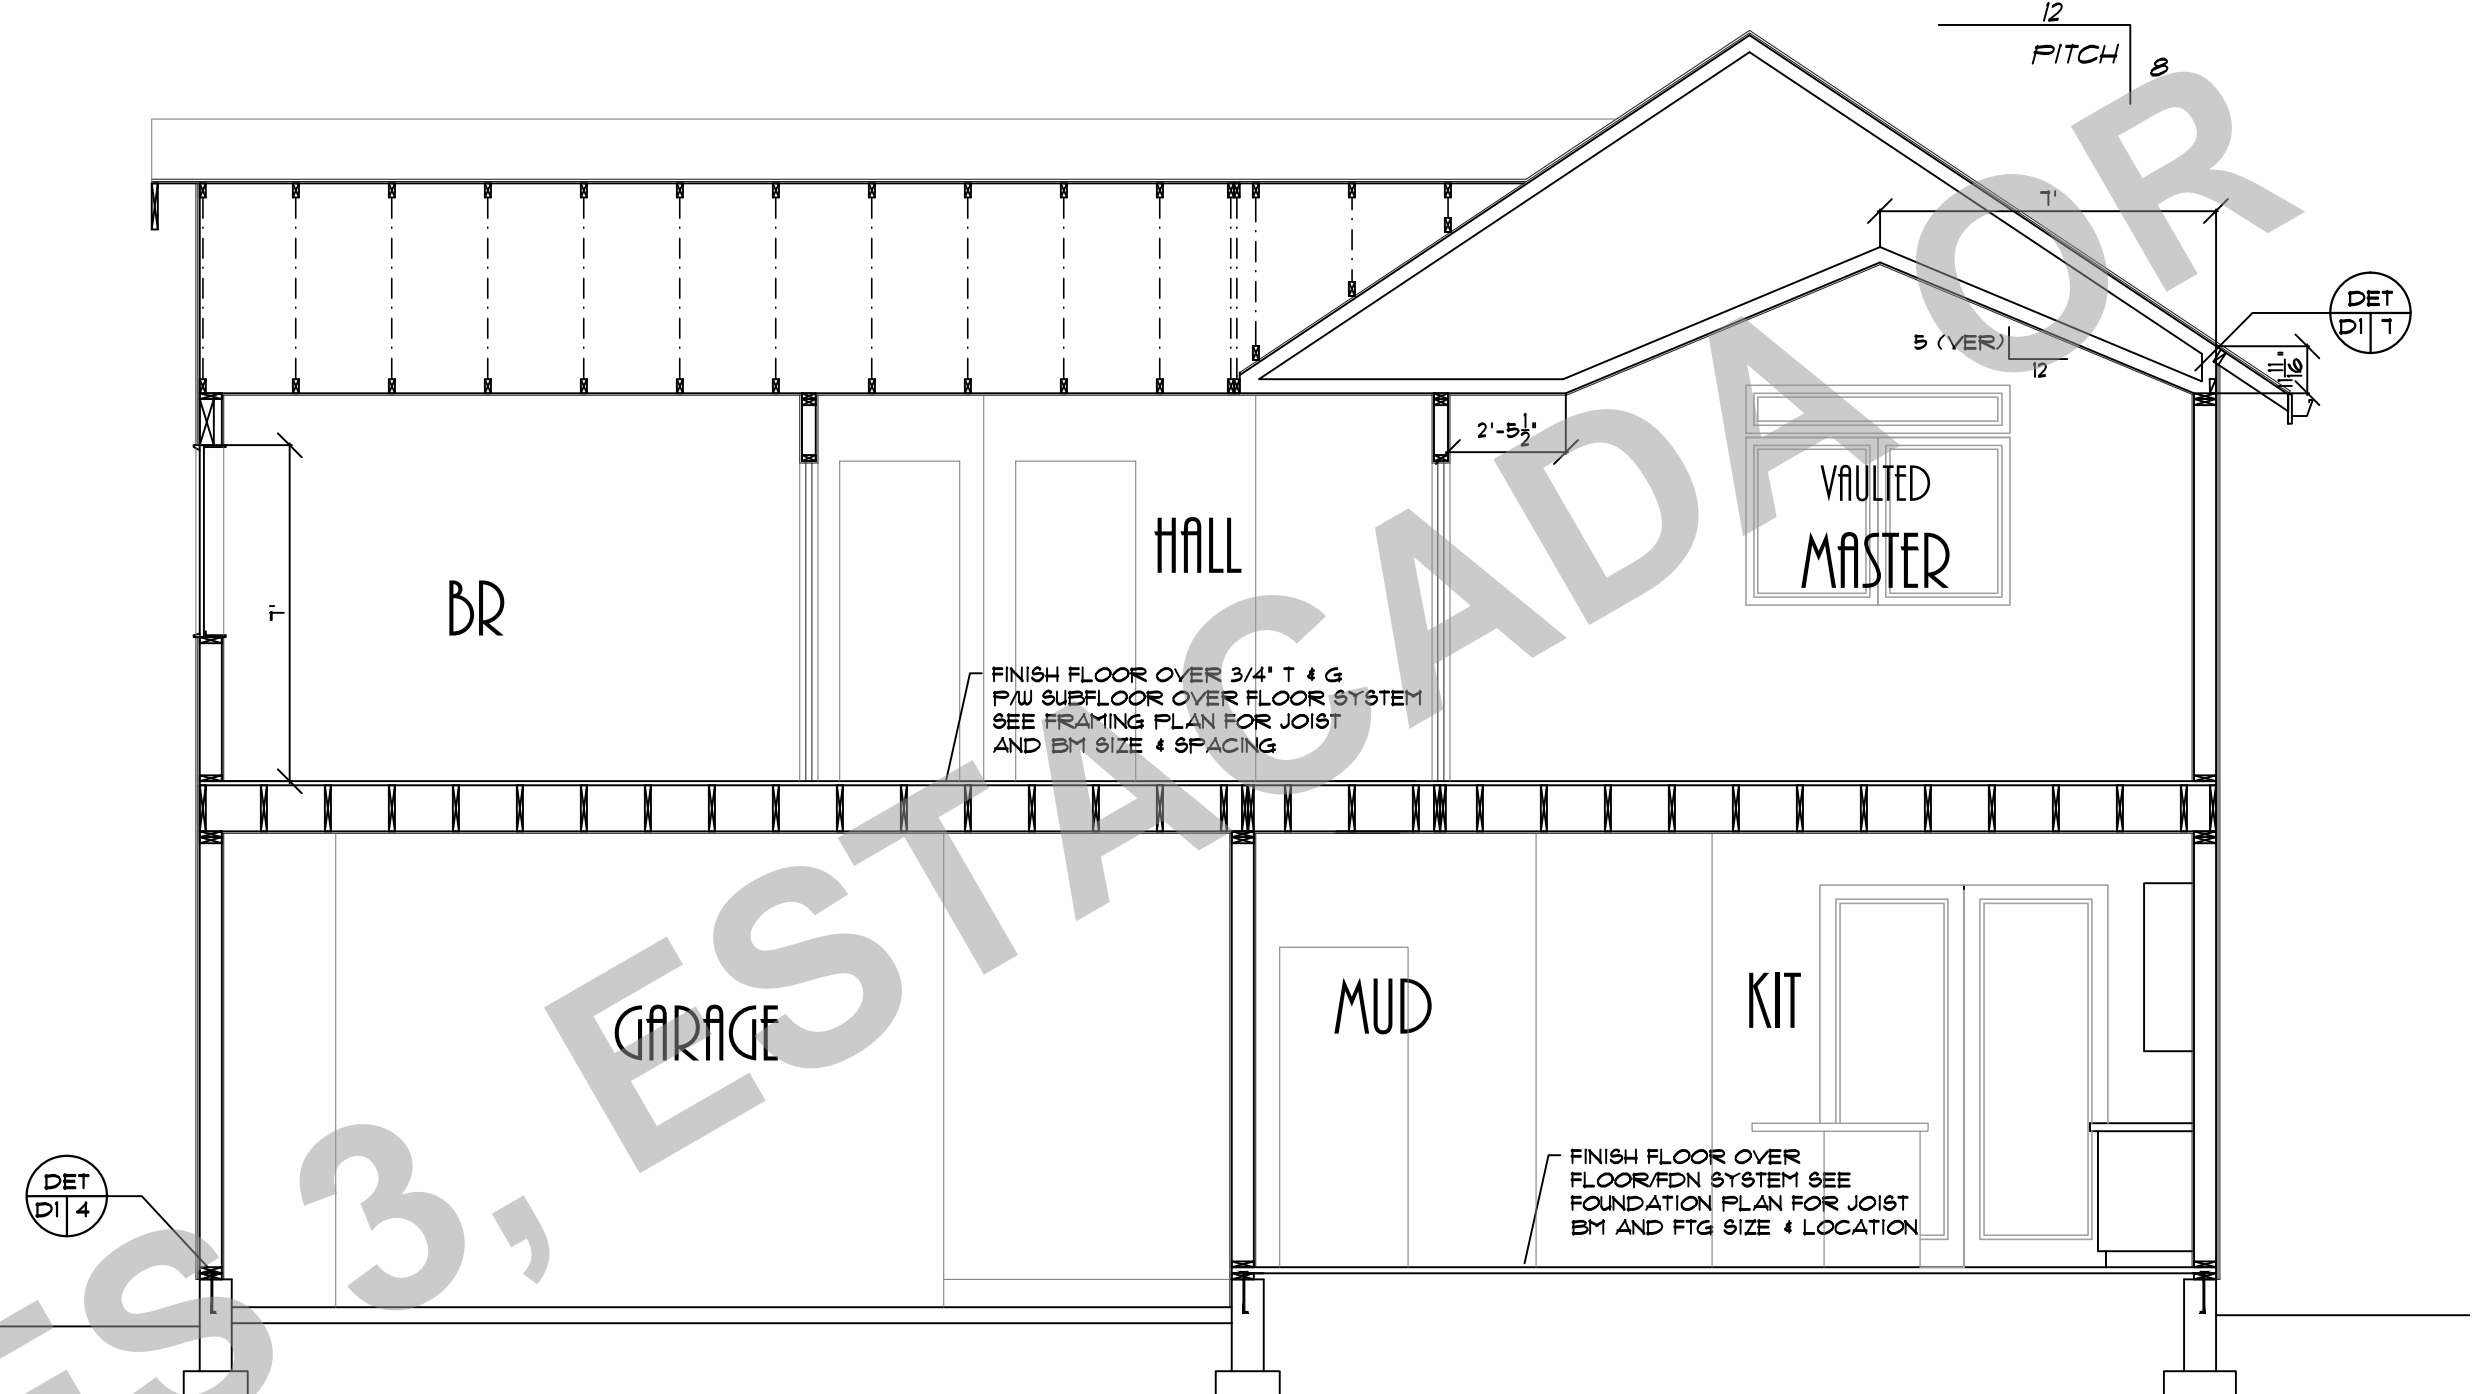 12
PITCH 8
7'
DET
D1 7
5 (VER)
12
11 11/16"
2'-5 1/2"
VAULTED
MASTER
HALL
BR
7'
FINISH FLOOR OVER 3/4" T & G
P/W SUBFLOOR OVER FLOOR SYSTEM
SEE FRAMING PLAN FOR JOIST
AND BM SIZE & SPACING
GARAGE
MUD
KIT
FINISH FLOOR OVER
FLOOR/FDN SYSTEM SEE
FOUNDATION PLAN FOR JOIST
BM AND FTG SIZE & LOCATION
DET
D1 4
ES 3, ESTACADA OR